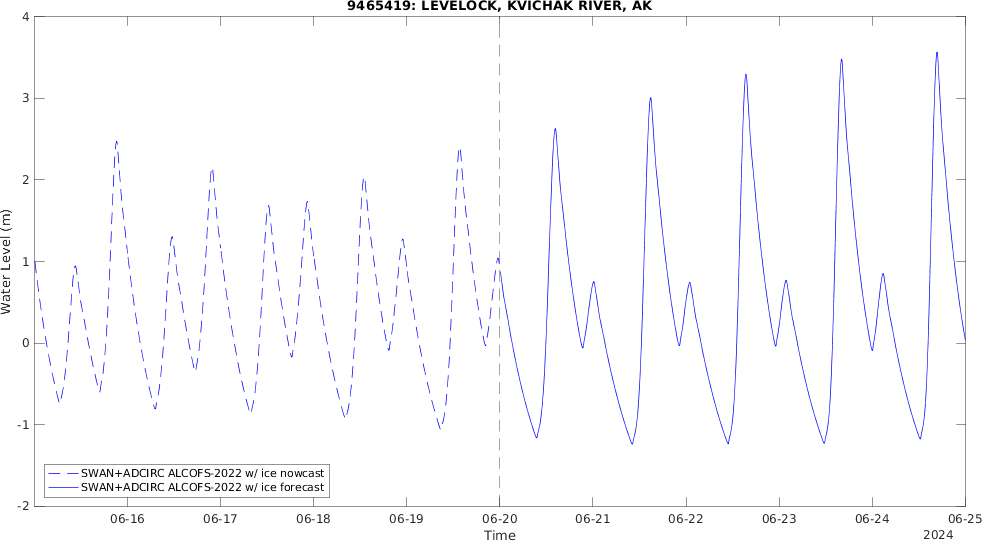 9465419: LEVELOCK, KVICHAK RIVER, AK
4
3
2
1
0
-1
-2
Water Level (m)
SWAN+ADCIRC ALCOFS-2022 w/ ice nowcast
SWAN+ADCIRC ALCOFS-2022 w/ ice forecast
06-16 06-17 06-18 06-19 06-20 06-21 06-22 06-23 06-24 06-25
Time
2024